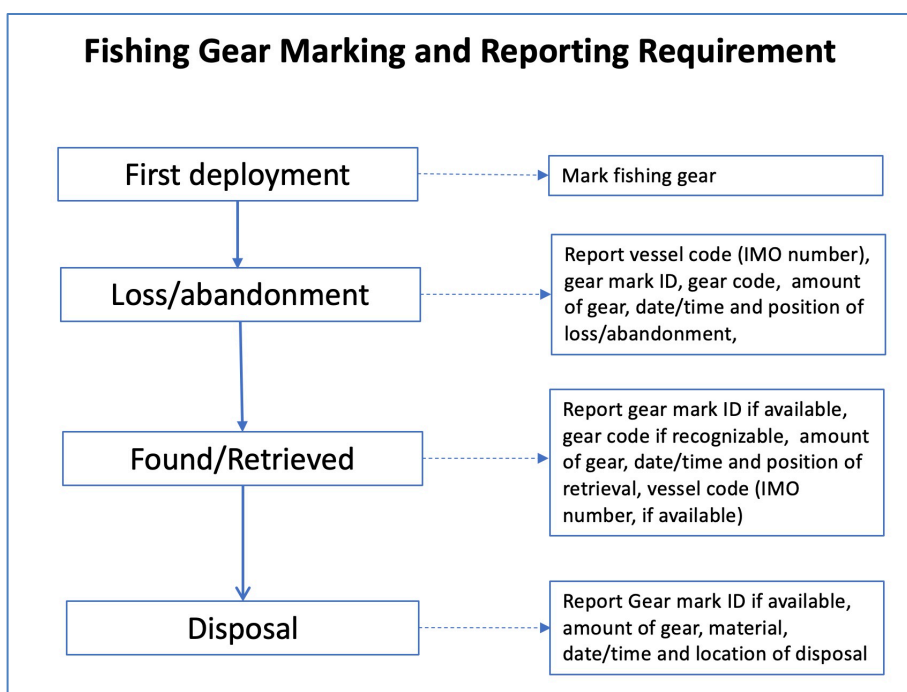 Fishing Gear Marking and Reporting Requirement
First deployment
Mark fishing gear
Loss/abandonment
Report vessel code (IMO number),
gear mark ID, gear code,  amount
of gear, date/time and position of
loss/abandonment,
Found/Retrieved
Report gear mark ID if available,
gear code if recognizable,  amount
of gear, date/time and position of
retrieval, vessel code (IMO
number, if available)
Disposal
Report Gear mark ID if available,
amount of gear, material,
date/time and location of disposal